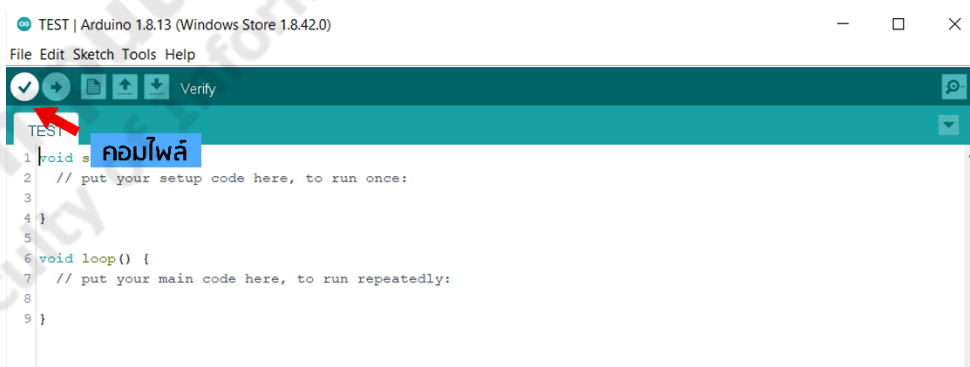 TEST | Arduino 1.8.13 (Windows Store 1.8.42.0)
File Edit Sketch Tools Help
Verify
TEST
คอมไพล์
1 void s
2 // put your setup code here, to run once:
3
4 }
5
6 void loop() {
7 // put your main code here, to run repeatedly:
8
9 }